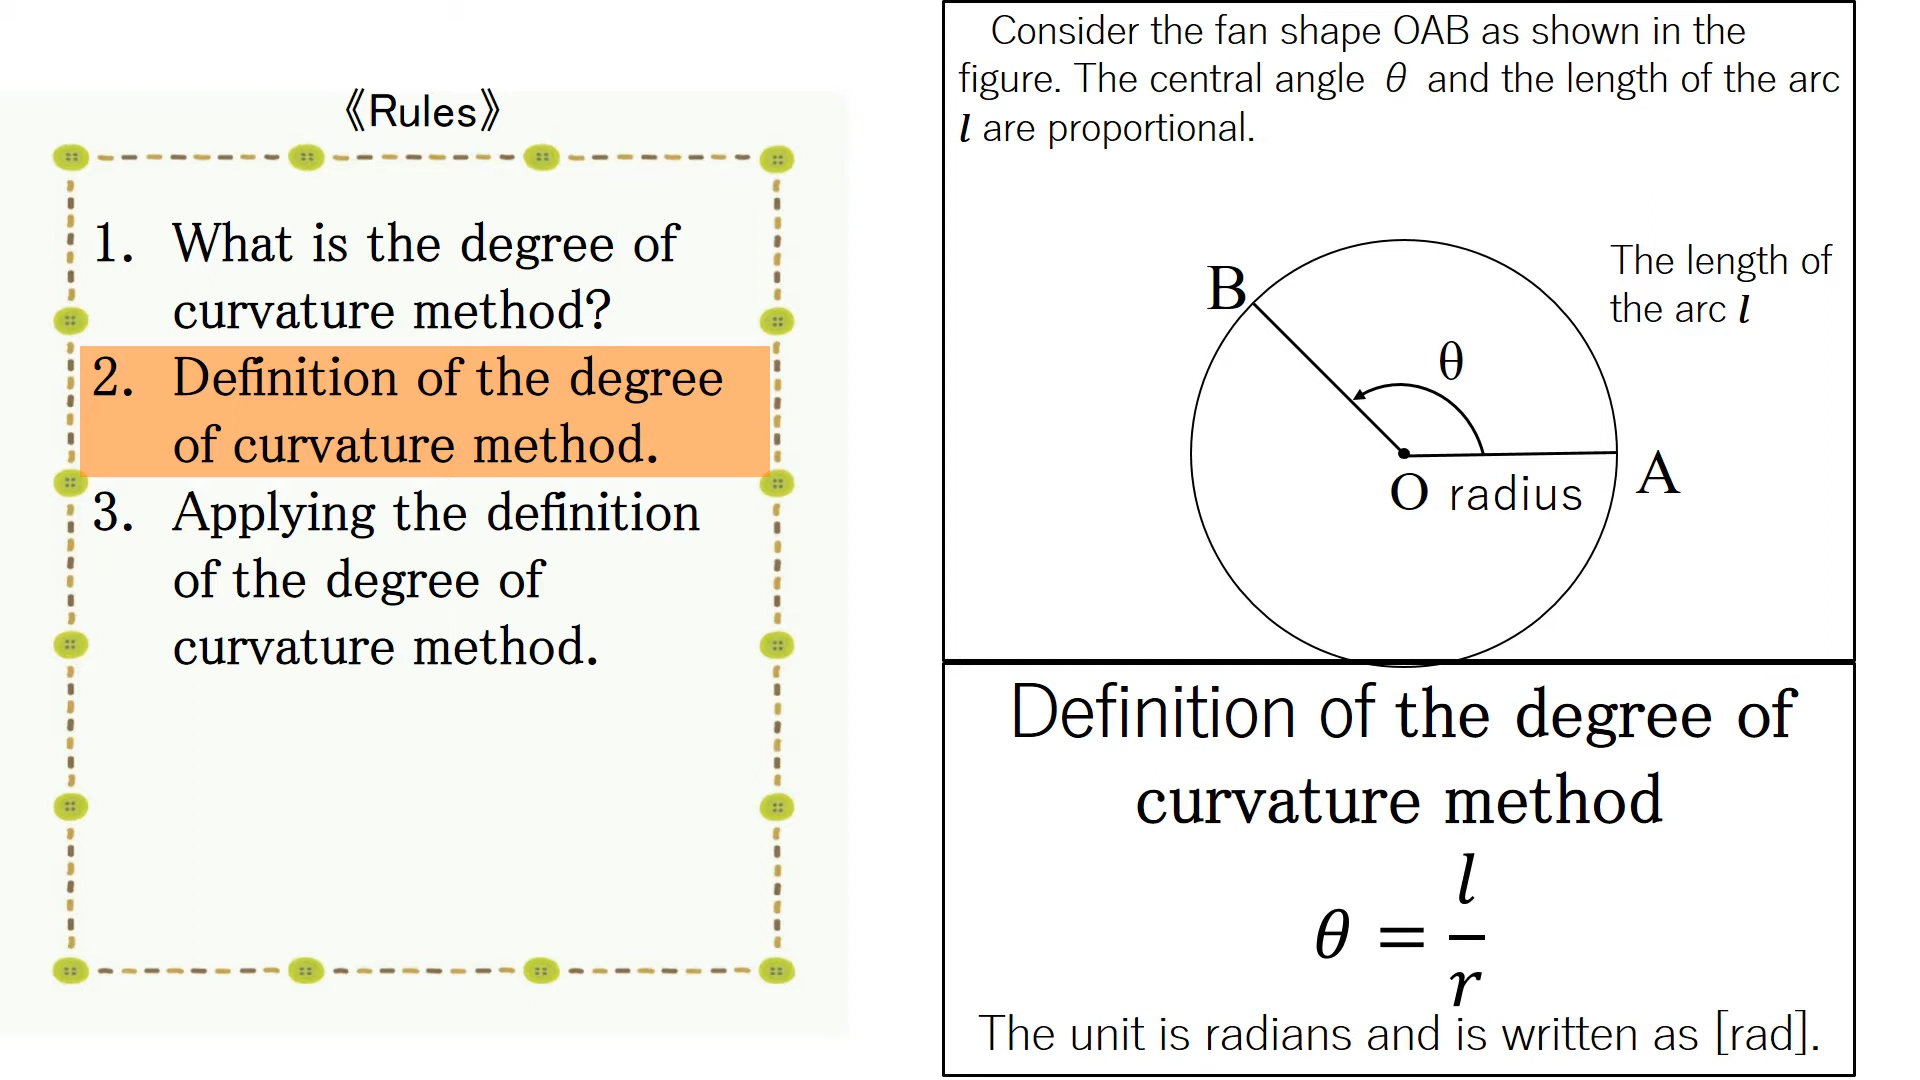 《Rules》
1. What is the degree of
curvature method?
2. Definition of the degree
of curvature method.
3. Applying the definition
of the degree of
curvature method.
Consider the fan shape OAB as shown in the
figure. The central angle θ and the length of the arc
l are proportional.
The length of
the arc l
B
θ
A
O radius
Definition of the degree of
curvature method
θ = l/r
The unit is radians and is written as [rad].